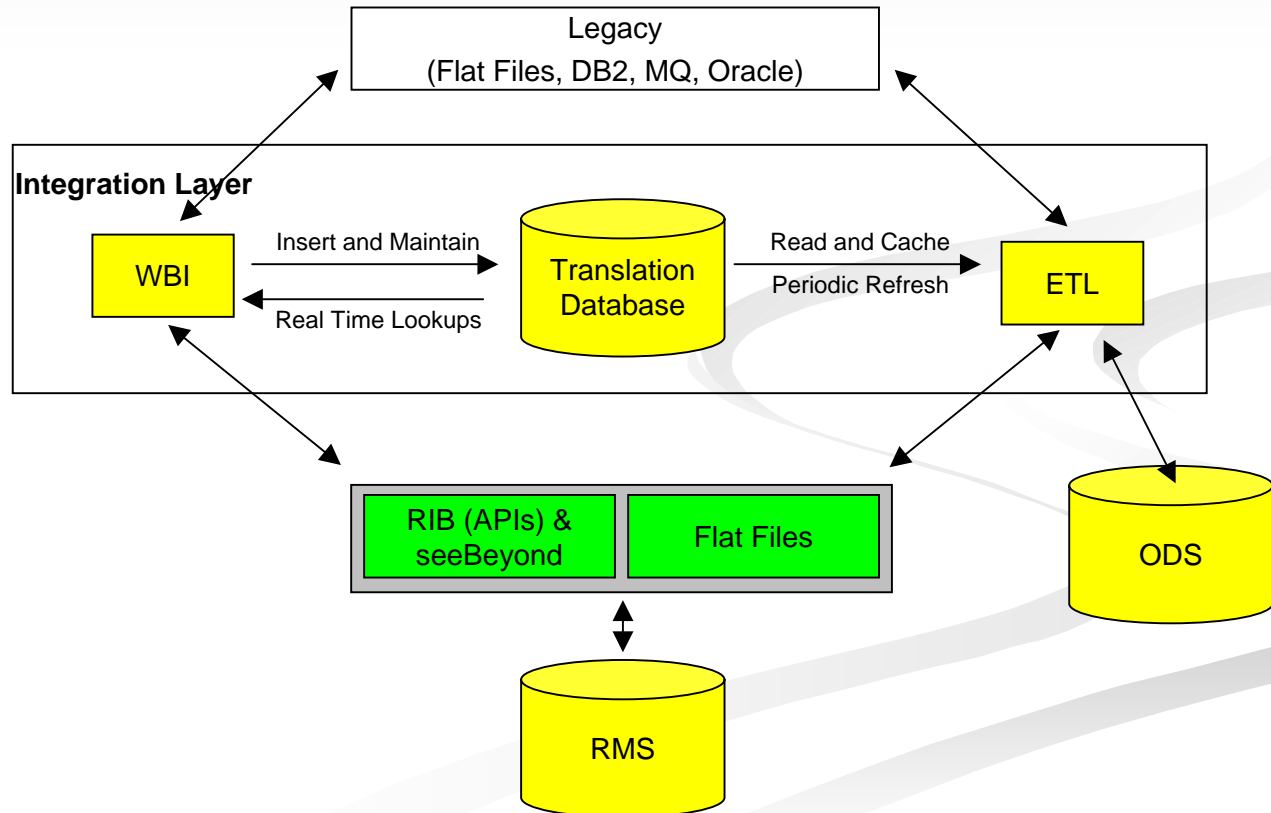 Legacy
(Flat Files, DB2, MQ, Oracle)
Integration Layer
WBI
Insert and Maintain
Real Time Lookups
Translation
Database
Read and Cache
Periodic Refresh
ETL
RIB (APIs) &
seeBeyond
Flat Files
ODS
RMS